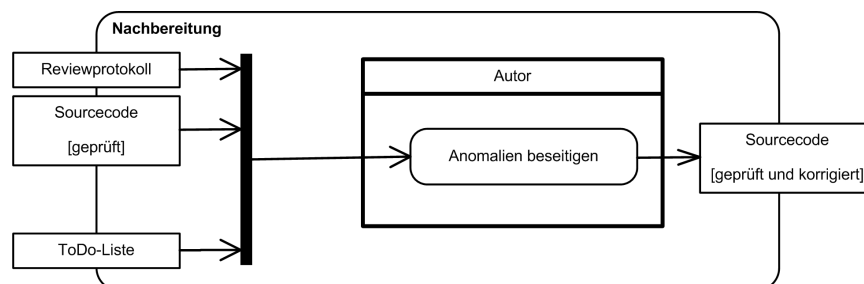 Nachbereitung
Reviewprotokoll
Sourcecode
[geprüft]
ToDo-Liste
Autor
Anomalien beseitigen
Sourcecode
[geprüft und korrigiert]